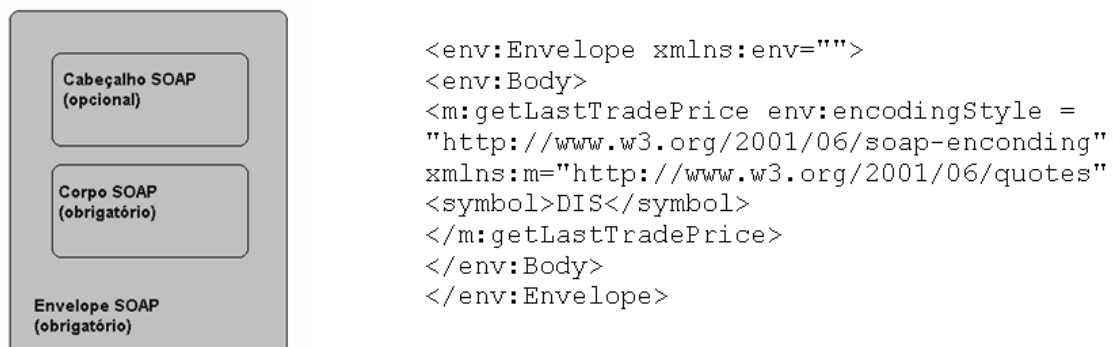 Cabeçalho SOAP
(opcional)
Corpo SOAP
(obrigatório)
Envelope SOAP
(obrigatório)
<env:Envelope xmlns:env="">
<env:Body>
<m:getLastTradePrice env:encodingStyle =
"http://www.w3.org/2001/06/soap-enconding"
xmlns:m="http://www.w3.org/2001/06/quotes"
<symbol>DIS</symbol>
</m:getLastTradePrice>
</env:Body>
</env:Envelope>